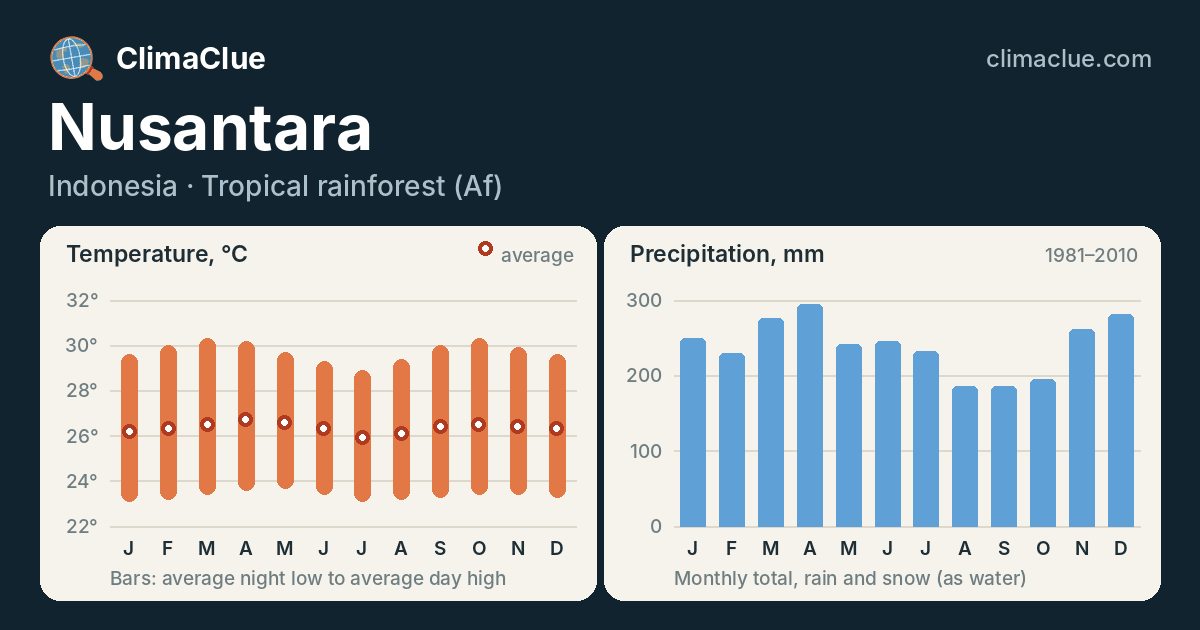 ClimaClue
climaclue.com
Nusantara
Indonesia · Tropical rainforest (Af)
Temperature, °C
average
32°
30°
28°
26°
24°
22°
J F M A M J J A S O N D
Bars: average night low to average day high
Precipitation, mm
1981–2010
300
200
100
0
J F M A M J J A S O N D
Monthly total, rain and snow (as water)